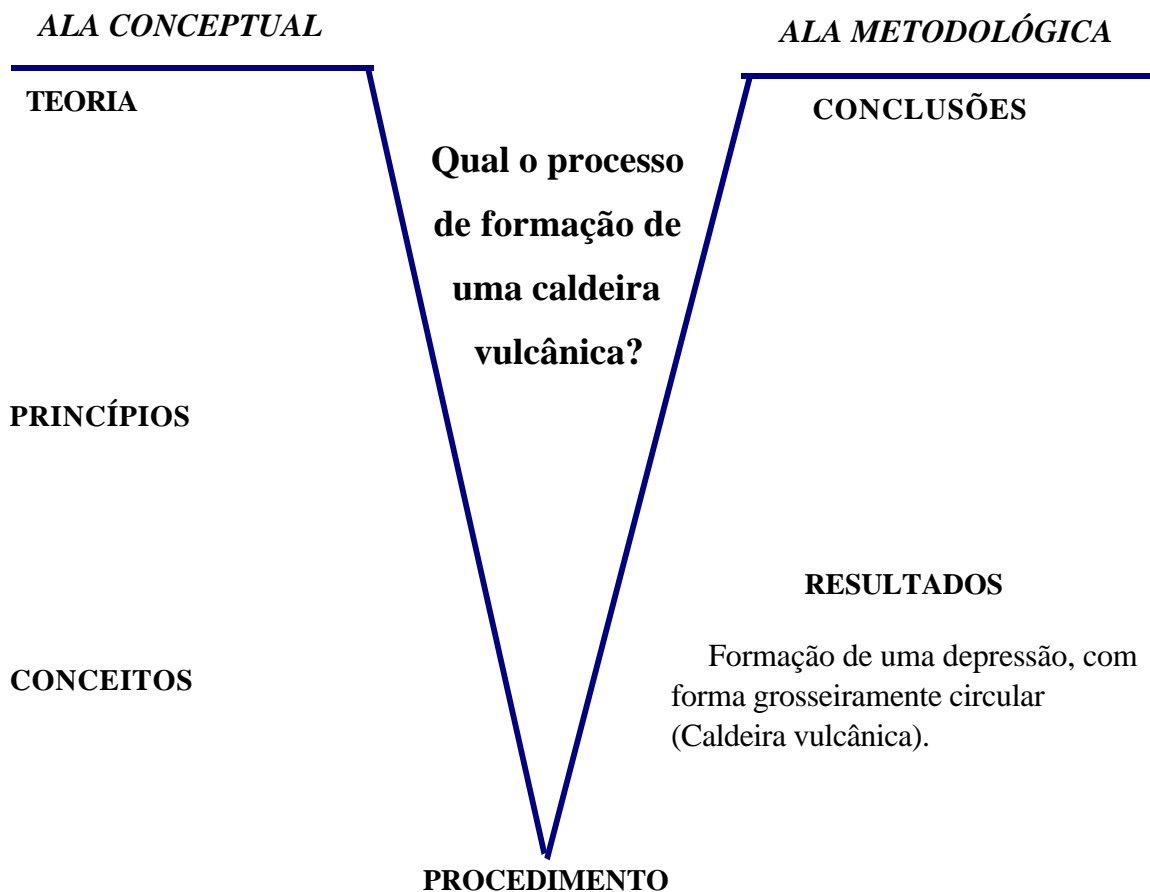 ALA CONCEPTUAL
ALA METODOLÓGICA
TEORIA
CONCLUSÕES
Qual o processo
de formação de
uma caldeira
vulcânica?
PRINCÍPIOS
RESULTADOS
Formação de uma depressão, com
forma grosseiramente circular
(Caldeira vulcânica).
CONCEITOS
PROCEDIMENTO